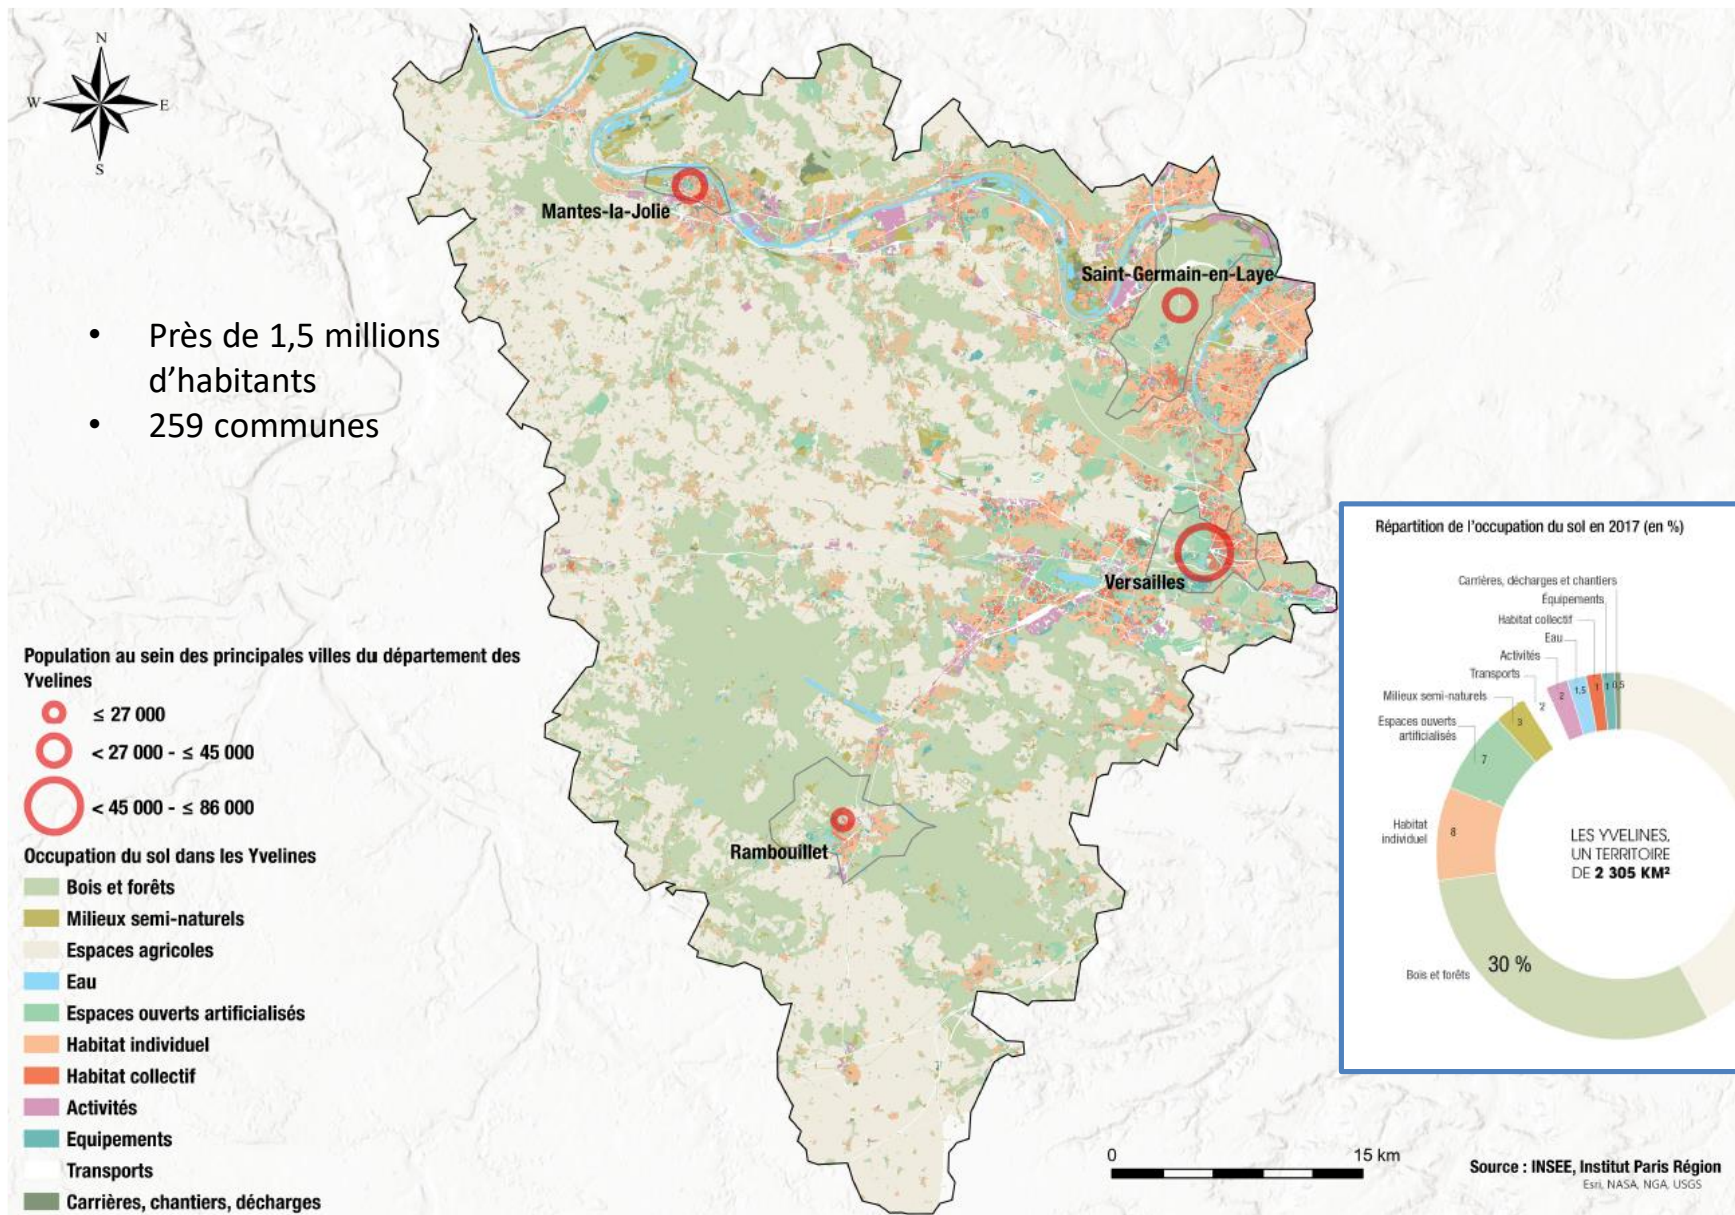 N
W
E
S
Mantes-la-Jolie
Saint-Germain-en-Laye
• Près de 1,5 millions
d’habitants
• 259 communes
Versailles
Rambouillet
Population au sein des principales villes du département des
Yvelines
≤ 27 000
< 27 000 - ≤ 45 000
< 45 000 - ≤ 86 000
Occupation du sol dans les Yvelines
Bois et forêts
Milieux semi-naturels
Espaces agricoles
Eau
Espaces ouverts artificialisés
Habitat individuel
Habitat collectif
Activités
Equipements
Transports
Carrières, chantiers, décharges
Répartition de l’occupation du sol en 2017 (en %)
Carrières, décharges et chantiers
Équipements
Habitat collectif
Eau
Activités
Transports
Milieux semi-naturels
Espaces ouverts
artificialisés
Habitat
individuel
Bois et forêts
30 %
8
7
3
2
2
1,5
1
1
0,5
LES YVELINES,
UN TERRITOIRE
DE 2 305 KM²
0
15 km
Source : INSEE, Institut Paris Région
Esri, NASA, NGA, USGS